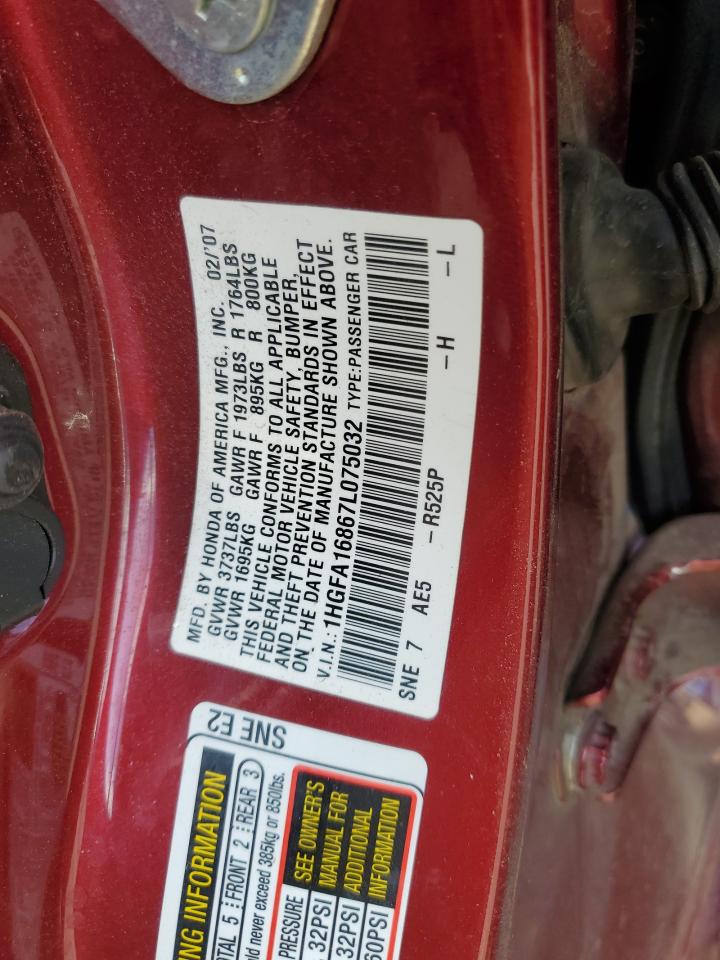 MFD. BY HONDA OF AMERICA MFG., INC. 02/'07
GVWR 3737LBS GAWR F 1973LBS R 1764LBS
GVWR 1695KG GAWR F 895KG R 800KG
THIS VEHICLE CONFORMS TO ALL APPLICABLE
FEDERAL MOTOR VEHICLE SAFETY, BUMPER,
AND THEFT PREVENTION STANDARDS IN EFFECT
ON THE DATE OF MANUFACTURE SHOWN ABOVE.
V.I.N.: 1HGFA16867L075032 TYPE:PASSENGER CAR
SNE 7 AE5 - R525P - H - L
SNE E2
ING INFORMATION
OTAL 5 FRONT 2 REAR 3
ould never exceed 385kg or 850lbs.
PRESSURE SEE OWNER'S
32PSI MANUAL FOR
32PSI ADDITIONAL
60PSI INFORMATION